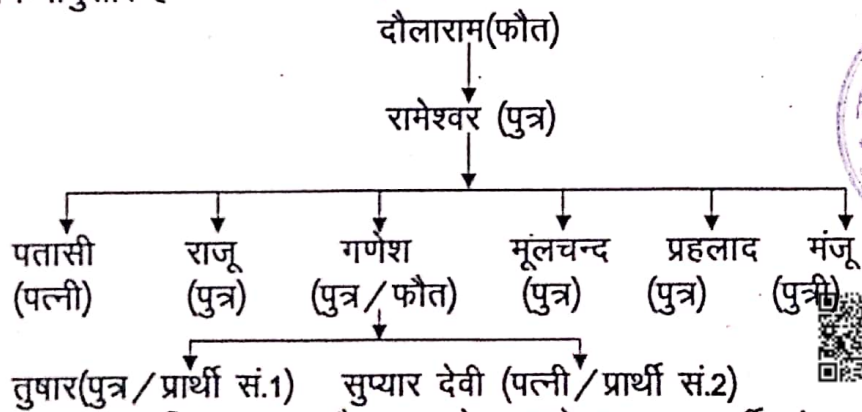 दौलाराम(फौत)
रामेश्वर (पुत्र)
पतासी राजू गणेश मूलचन्द प्रहलाद मंजू
(पत्नी) (पुत्र) (पुत्र/फौत) (पुत्र) (पुत्र) (पुत्री)
तुषार(पुत्र/प्रार्थी सं.1) सुप्यार देवी (पत्नी/प्रार्थी सं.2)